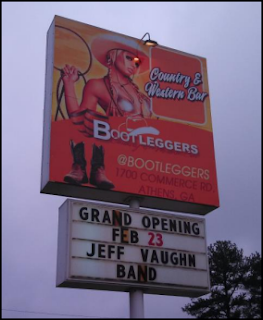 Country &
Western Bar
BOOTLEGGERS
@BOOTLEGGERS
1700 COMMERCE RD.
ATHENS, GA.
GRAND OPENING
FEB 23
JEFF VAUGHN
BAND